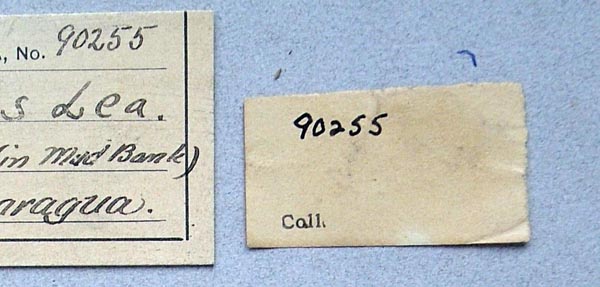 ., No. 90255
s Lea.
(in Mud Bank)
aragua.
90255
Coll.